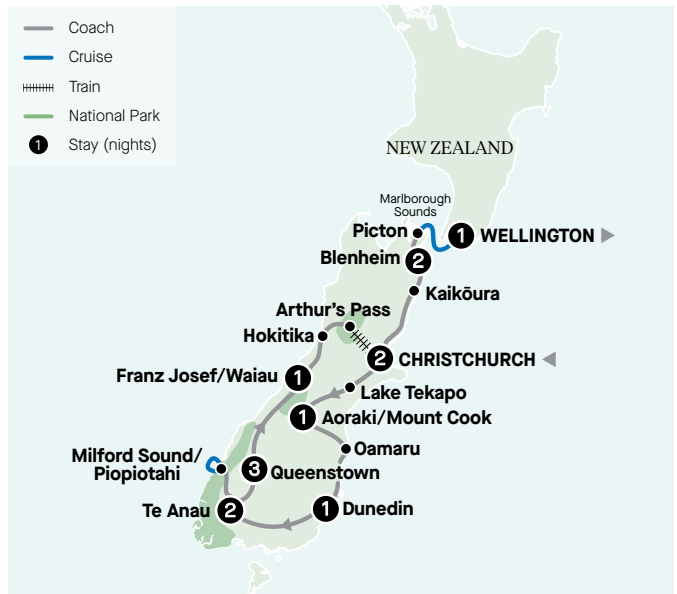 Coach
Cruise
Train
National Park
1 Stay (nights)
NEW ZEALAND
Marlborough
Sounds
Picton
1 WELLINGTON
Blenheim 2
Kaikōura
Arthur's Pass
Hokitika
2 CHRISTCHURCH
Franz Josef/Waiau 1
Lake Tekapo
1 Aoraki/Mount Cook
Oamaru
Milford Sound/
Piopiotahi
3 Queenstown
Te Anau 2
1 Dunedin